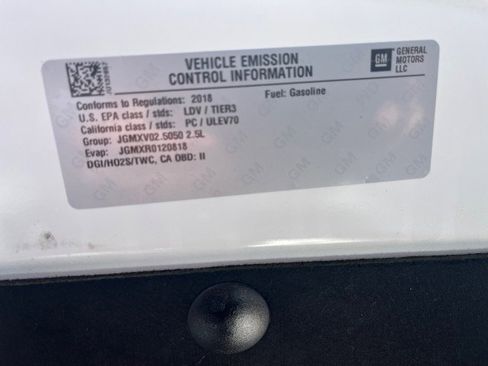 VEHICLE EMISSION
CONTROL INFORMATION
GM
GENERAL
MOTORS
LLC
Conforms to Regulations: 2018
Fuel: Gasoline
U.S. EPA class / stds: LDV / TIER3
California class / stds: PC / ULEV70
Group: JGMXV02.5050 2.5L
Evap: JGMXR0120818
DGI/HO2S/TWC, CA OBD: II